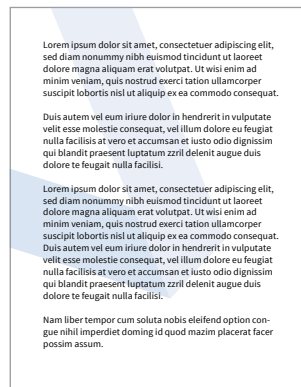 Lorem ipsum dolor sit amet, consectetuer adipiscing elit,
sed diam nonummy nibh euismod tincidunt ut laoreet
dolore magna aliquam erat volutpat. Ut wisi enim ad
minim veniam, quis nostrud exerci tation ullamcorper
suscipit lobortis nisl ut aliquip ex ea commodo consequat.

Duis autem vel eum iriure dolor in hendrerit in vulputate
velit esse molestie consequat, vel illum dolore eu feugiat
nulla facilisis at vero et accumsan et iusto odio dignissim
qui blandit praesent luptatum zzril delenit augue duis
dolore te feugait nulla facilisi.

Lorem ipsum dolor sit amet, consectetuer adipiscing elit,
sed diam nonummy nibh euismod tincidunt ut laoreet
dolore magna aliquam erat volutpat. Ut wisi enim ad
minim veniam, quis nostrud exerci tation ullamcorper
suscipit lobortis nisl ut aliquip ex ea commodo consequat.
Duis autem vel eum iriure dolor in hendrerit in vulputate
velit esse molestie consequat, vel illum dolore eu feugiat
nulla facilisis at vero et accumsan et iusto odio dignissim
qui blandit praesent luptatum zzril delenit augue duis
dolore te feugait nulla facilisi.

Nam liber tempor cum soluta nobis eleifend option con-
gue nihil imperdiet doming id quod mazim placerat facer
possim assum.